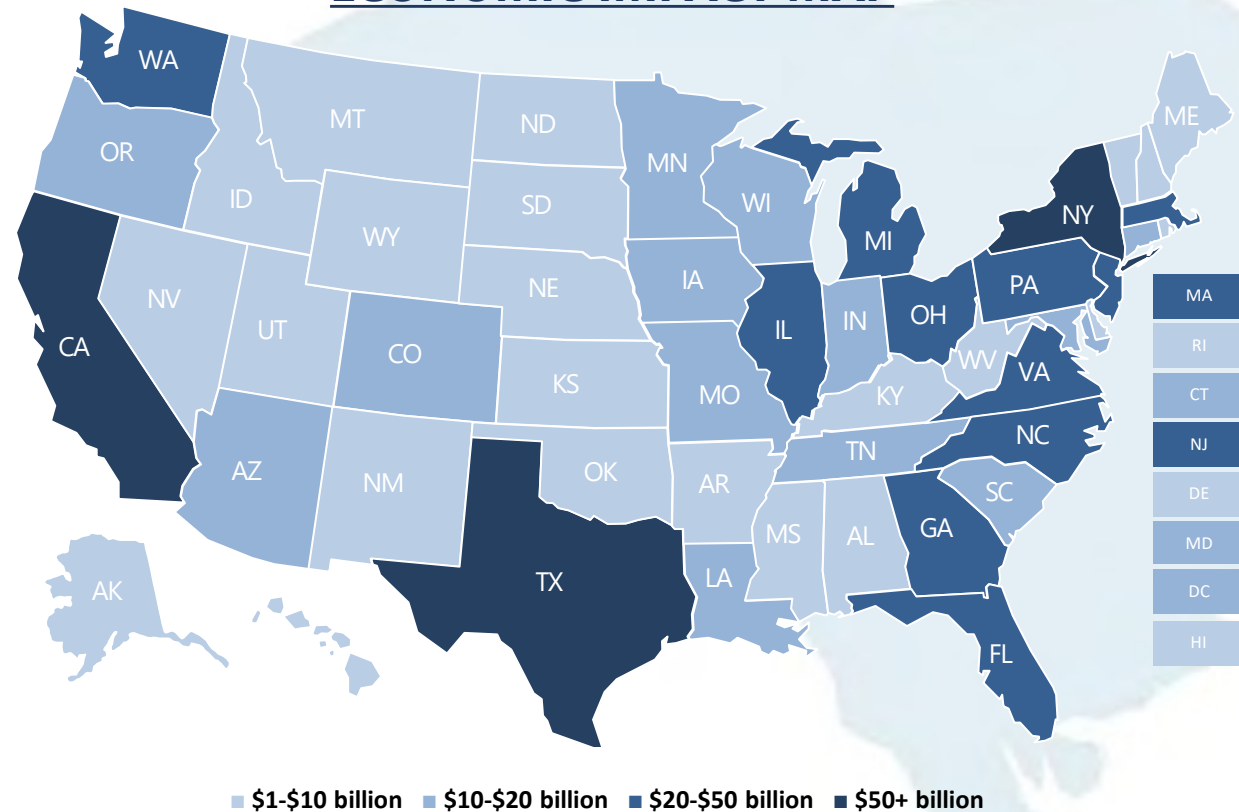 ECONOMIC IMPACT MAP
WA
MT
ND
ME
OR
MN
ID
SD
WI
NY
WY
MI
NE
IA
PA
NV
UT
IL
IN
OH
MA
CA
CO
KS
MO
KY
WV
VA
RI
CT
AZ
NM
OK
AR
TN
NC
NJ
SC
DE
MS
AL
GA
MD
AK
TX
LA
DC
FL
HI
$1-$10 billion $10-$20 billion $20-$50 billion $50+ billion